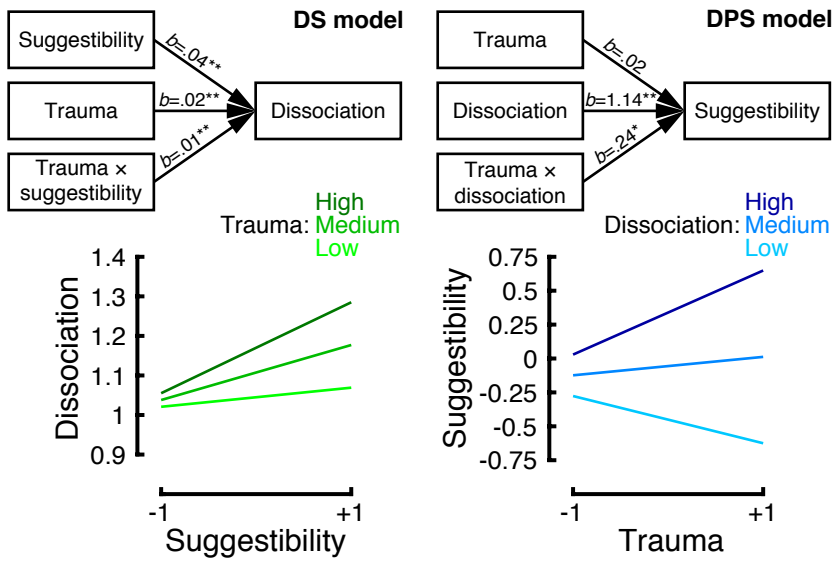 DS model
Suggestibility
b=.04**
Trauma
b=.02**
Dissociation
Trauma ×
suggestibility
b=.01**
Trauma:
High
Medium
Low
1.4
1.3
1.2
1.1
1
0.9
Dissociation
-1
+1
Suggestibility
DPS model
Trauma
b=.02
Dissociation
b=1.14**
Suggestibility
Trauma ×
dissociation
b=.24*
Dissociation:
High
Medium
Low
0.75
0.5
0.25
0
-0.25
-0.5
-0.75
Suggestibility
-1
+1
Trauma